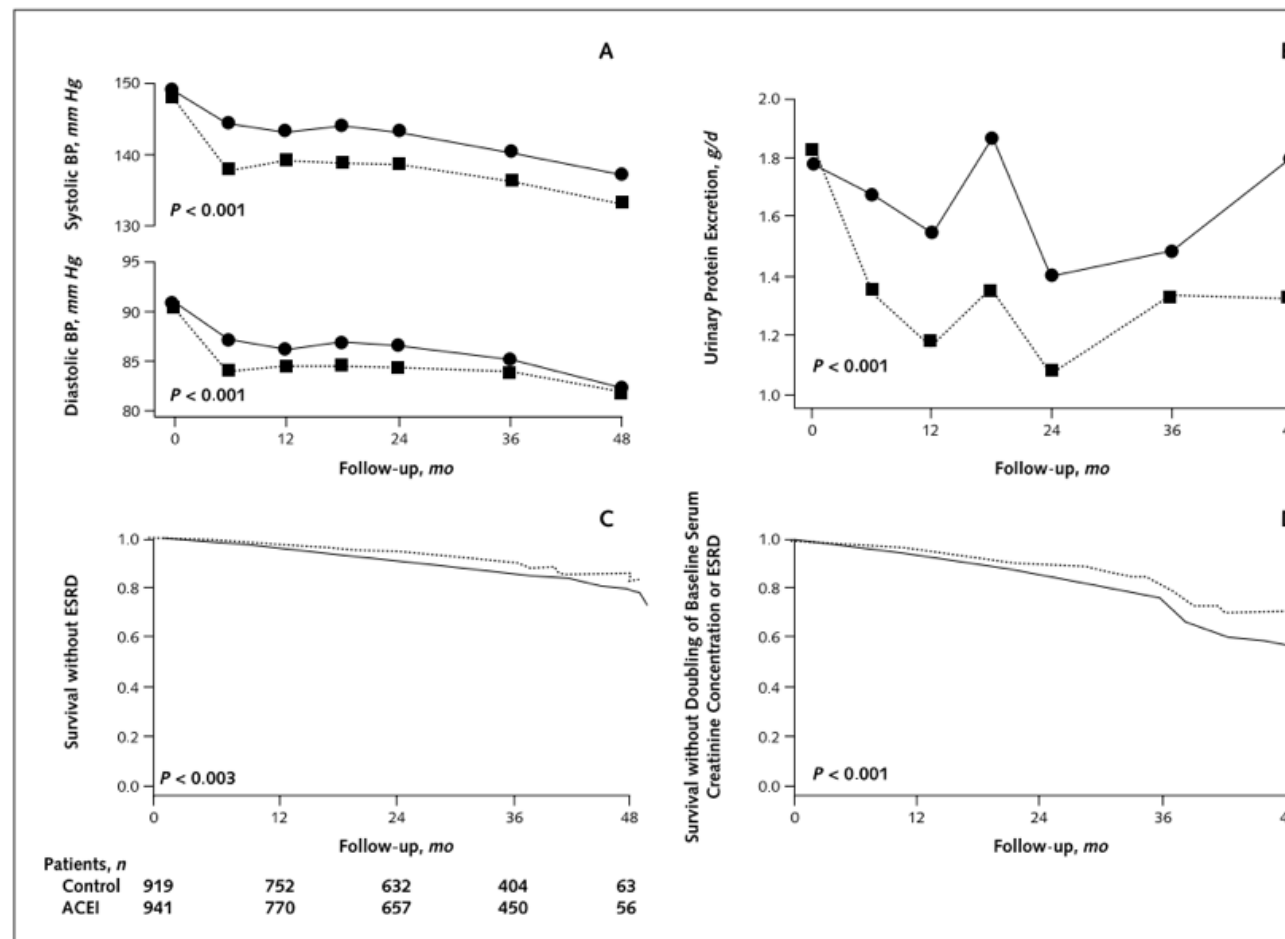 A
Systolic BP, mm Hg
150
140
130
P < 0.001
Diastolic BP, mm Hg
95
90
85
80
P < 0.001
0 12 24 36 48
Follow-up, mo
Urinary Protein Excretion, g/d
2.0
1.8
1.6
1.4
1.2
1.0
P < 0.001
0 12 24 36
Follow-up, mo
C
Survival without ESRD
1.0
0.8
0.6
0.4
0.2
0.0
P < 0.003
0 12 24 36 48
Follow-up, mo
Survival without Doubling of Baseline Serum
Creatinine Concentration or ESRD
1.0
0.8
0.6
0.4
0.2
0.0
P < 0.001
0 12 24 36
Follow-up, mo
Patients, n
Control 919 752 632 404 63
ACEI 941 770 657 450 56